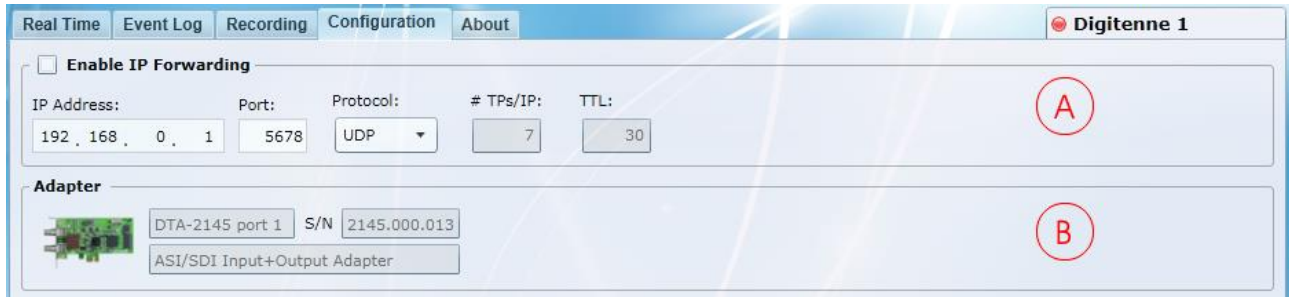 Real Time Event Log Recording Configuration About Digitenne 1
Enable IP Forwarding
IP Address: Port: Protocol: # TPs/IP: TTL:
192 . 168 . 0 . 1 5678 UDP 7 30
A
Adapter
DTA-2145 port 1 S/N 2145.000.013
ASI/SDI Input+Output Adapter
B